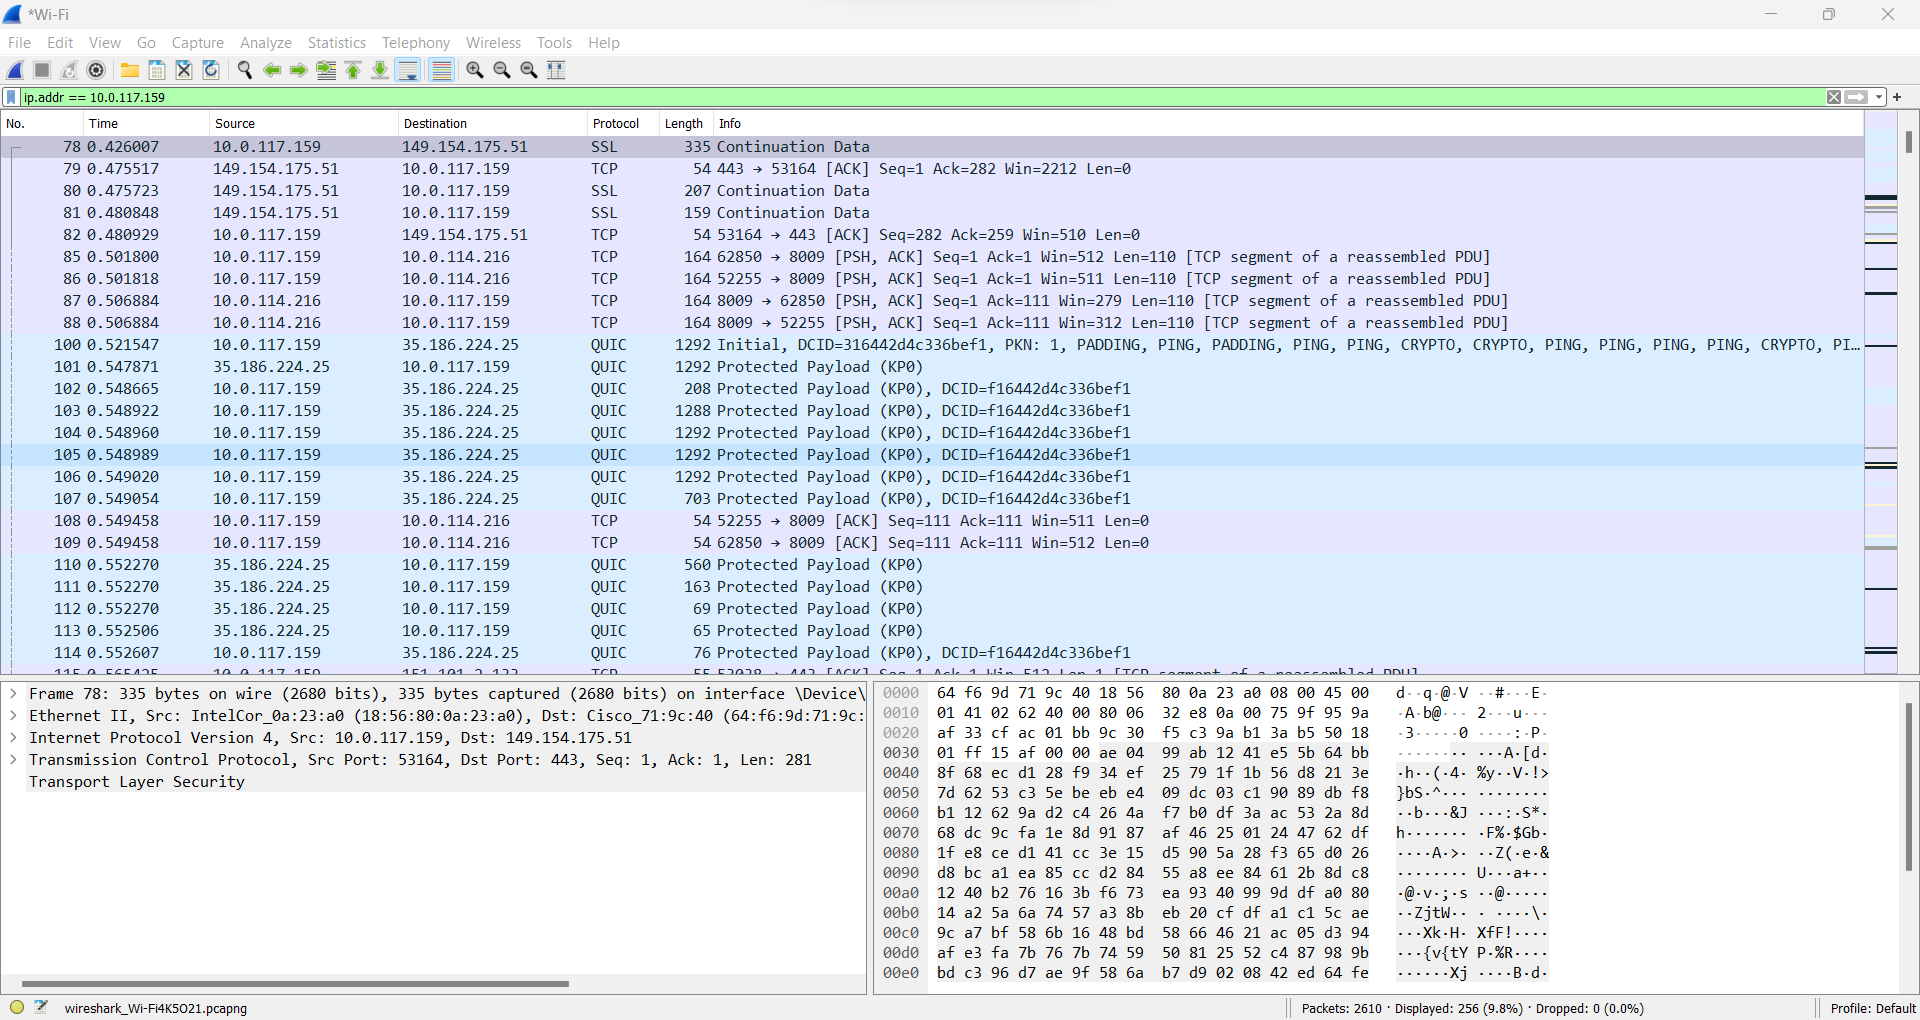 *Wi-Fi
File Edit View Go Capture Analyze Statistics Telephony Wireless Tools Help
ip.addr == 10.0.117.159
No. Time Source Destination Protocol Length Info
78 0.426007 10.0.117.159 149.154.175.51 SSL 335 Continuation Data
79 0.475517 149.154.175.51 10.0.117.159 TCP 54 443 → 53164 [ACK] Seq=1 Ack=282 Win=2212 Len=0
80 0.475723 149.154.175.51 10.0.117.159 SSL 207 Continuation Data
81 0.480848 149.154.175.51 10.0.117.159 SSL 159 Continuation Data
82 0.480929 10.0.117.159 149.154.175.51 TCP 54 53164 → 443 [ACK] Seq=282 Ack=259 Win=510 Len=0
85 0.501800 10.0.117.159 10.0.114.216 TCP 164 62850 → 8009 [PSH, ACK] Seq=1 Ack=1 Win=512 Len=110 [TCP segment of a reassembled PDU]
86 0.501818 10.0.117.159 10.0.114.216 TCP 164 52255 → 8009 [PSH, ACK] Seq=1 Ack=1 Win=511 Len=110 [TCP segment of a reassembled PDU]
87 0.506884 10.0.114.216 10.0.117.159 TCP 164 8009 → 62850 [PSH, ACK] Seq=1 Ack=111 Win=279 Len=110 [TCP segment of a reassembled PDU]
88 0.506884 10.0.114.216 10.0.117.159 TCP 164 8009 → 52255 [PSH, ACK] Seq=1 Ack=111 Win=312 Len=110 [TCP segment of a reassembled PDU]
100 0.521547 10.0.117.159 35.186.224.25 QUIC 1292 Initial, DCID=316442d4c336bef1, PKN: 1, PADDING, PING, PADDING, PING, PING, CRYPTO, CRYPTO, PING, PING, PING, PING, CRYPTO, PI…
101 0.547871 35.186.224.25 10.0.117.159 QUIC 1292 Protected Payload (KP0)
102 0.548665 10.0.117.159 35.186.224.25 QUIC 208 Protected Payload (KP0), DCID=f16442d4c336bef1
103 0.548922 10.0.117.159 35.186.224.25 QUIC 1288 Protected Payload (KP0), DCID=f16442d4c336bef1
104 0.548960 10.0.117.159 35.186.224.25 QUIC 1292 Protected Payload (KP0), DCID=f16442d4c336bef1
105 0.548989 10.0.117.159 35.186.224.25 QUIC 1292 Protected Payload (KP0), DCID=f16442d4c336bef1
106 0.549020 10.0.117.159 35.186.224.25 QUIC 1292 Protected Payload (KP0), DCID=f16442d4c336bef1
107 0.549054 10.0.117.159 35.186.224.25 QUIC 703 Protected Payload (KP0), DCID=f16442d4c336bef1
108 0.549458 10.0.117.159 10.0.114.216 TCP 54 52255 → 8009 [ACK] Seq=111 Ack=111 Win=511 Len=0
109 0.549458 10.0.117.159 10.0.114.216 TCP 54 62850 → 8009 [ACK] Seq=111 Ack=111 Win=512 Len=0
110 0.552270 35.186.224.25 10.0.117.159 QUIC 560 Protected Payload (KP0)
111 0.552270 35.186.224.25 10.0.117.159 QUIC 163 Protected Payload (KP0)
112 0.552270 35.186.224.25 10.0.117.159 QUIC 69 Protected Payload (KP0)
113 0.552506 35.186.224.25 10.0.117.159 QUIC 65 Protected Payload (KP0)
114 0.552607 10.0.117.159 35.186.224.25 QUIC 76 Protected Payload (KP0), DCID=f16442d4c336bef1
Frame 78: 335 bytes on wire (2680 bits), 335 bytes captured (2680 bits) on interface \Device\
Ethernet II, Src: IntelCor_0a:23:a0 (18:56:80:0a:23:a0), Dst: Cisco_71:9c:40 (64:f6:9d:71:9c:
Internet Protocol Version 4, Src: 10.0.117.159, Dst: 149.154.175.51
Transmission Control Protocol, Src Port: 53164, Dst Port: 443, Seq: 1, Ack: 1, Len: 281
Transport Layer Security
0000 64 f6 9d 71 9c 40 18 56 80 0a 23 a0 08 00 45 00 d··q·@·V ··#···E·
0010 01 41 02 62 40 00 80 06 32 e8 0a 00 75 9f 95 9a ·A·b@··· 2···u···
0020 af 33 cf ac 01 bb 9c 30 f5 c3 9a b1 3a b5 50 18 ·3·····0 ····:·P·
0030 01 ff 15 af 00 00 ae 04 99 ab 12 41 e5 5b 64 bb ········ ···A·[d·
0040 8f 68 ec d1 28 f9 34 ef 25 79 1f 1b 56 d8 21 3e ·h··(·4· %y··V·!>
0050 7d 62 53 c3 5e be eb e4 09 dc 03 c1 90 89 db f8 }bS·^··· ········
0060 b1 12 62 9a d2 c4 26 4a f7 b0 df 3a ac 53 2a 8d ··b···&J ···:·S*·
0070 68 dc 9c fa 1e 8d 91 87 af 46 25 01 24 47 62 df h······· ·F%·$Gb·
0080 1f e8 ce d1 41 cc 3e 15 d5 90 5a 28 f3 65 d0 26 ····A·>· ··Z(·e·&
0090 d8 bc a1 ea 85 cc d2 84 55 a8 ee 84 61 2b 8d c8 ········ U···a+··
00a0 12 40 b2 76 16 3b f6 73 ea 93 40 99 9d df a0 80 ·@·v·;·s ··@·····
00b0 14 a2 5a 6a 74 57 a3 8b eb 20 cf df a1 c1 5c ae ··ZjtW·· · ····\·
00c0 9c a7 bf 58 6b 16 48 bd 58 66 46 21 ac 05 d3 94 ···Xk·H· XfF!····
00d0 af e3 fa 7b 76 7b 74 59 50 81 25 52 c4 87 98 9b ···{v{tY P·%R····
00e0 bd c3 96 d7 ae 9f 58 6a b7 d9 02 08 42 ed 64 fe ······Xj ····B·d·
wireshark_Wi-Fi4K5O21.pcapng Packets: 2610 · Displayed: 256 (9.8%) · Dropped: 0 (0.0%) Profile: Default